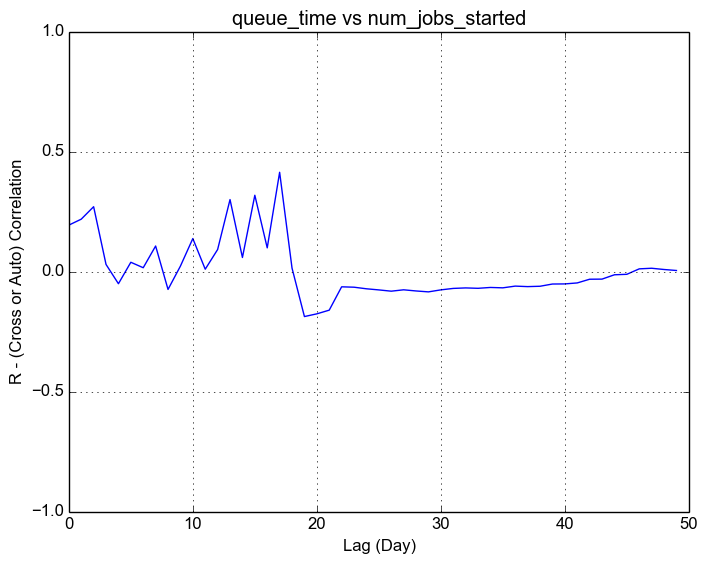 queue_time vs num_jobs_started
1.0
0.5
0.0
−0.5
−1.0
R - (Cross or Auto) Correlation
0 10 20 30 40 50
Lag (Day)